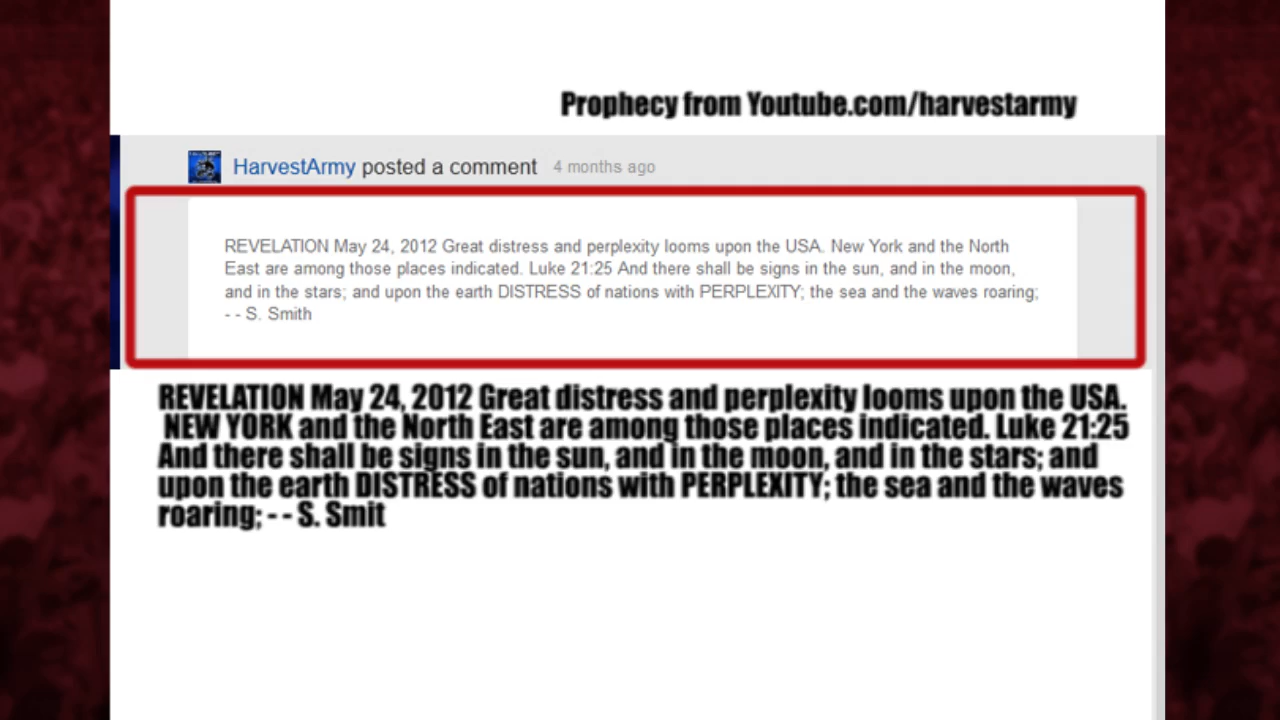 Prophecy from Youtube.com/harvestarmy
HarvestArmy posted a comment 4 months ago
REVELATION May 24, 2012 Great distress and perplexity looms upon the USA. New York and the North
East are among those places indicated. Luke 21:25 And there shall be signs in the sun, and in the moon,
and in the stars; and upon the earth DISTRESS of nations with PERPLEXITY; the sea and the waves roaring;
- - S. Smith
REVELATION May 24, 2012 Great distress and perplexity looms upon the USA.
NEW YORK and the North East are among those places indicated. Luke 21:25
And there shall be signs in the sun, and in the moon, and in the stars; and
upon the earth DISTRESS of nations with PERPLEXITY; the sea and the waves
roaring; - - S. Smit